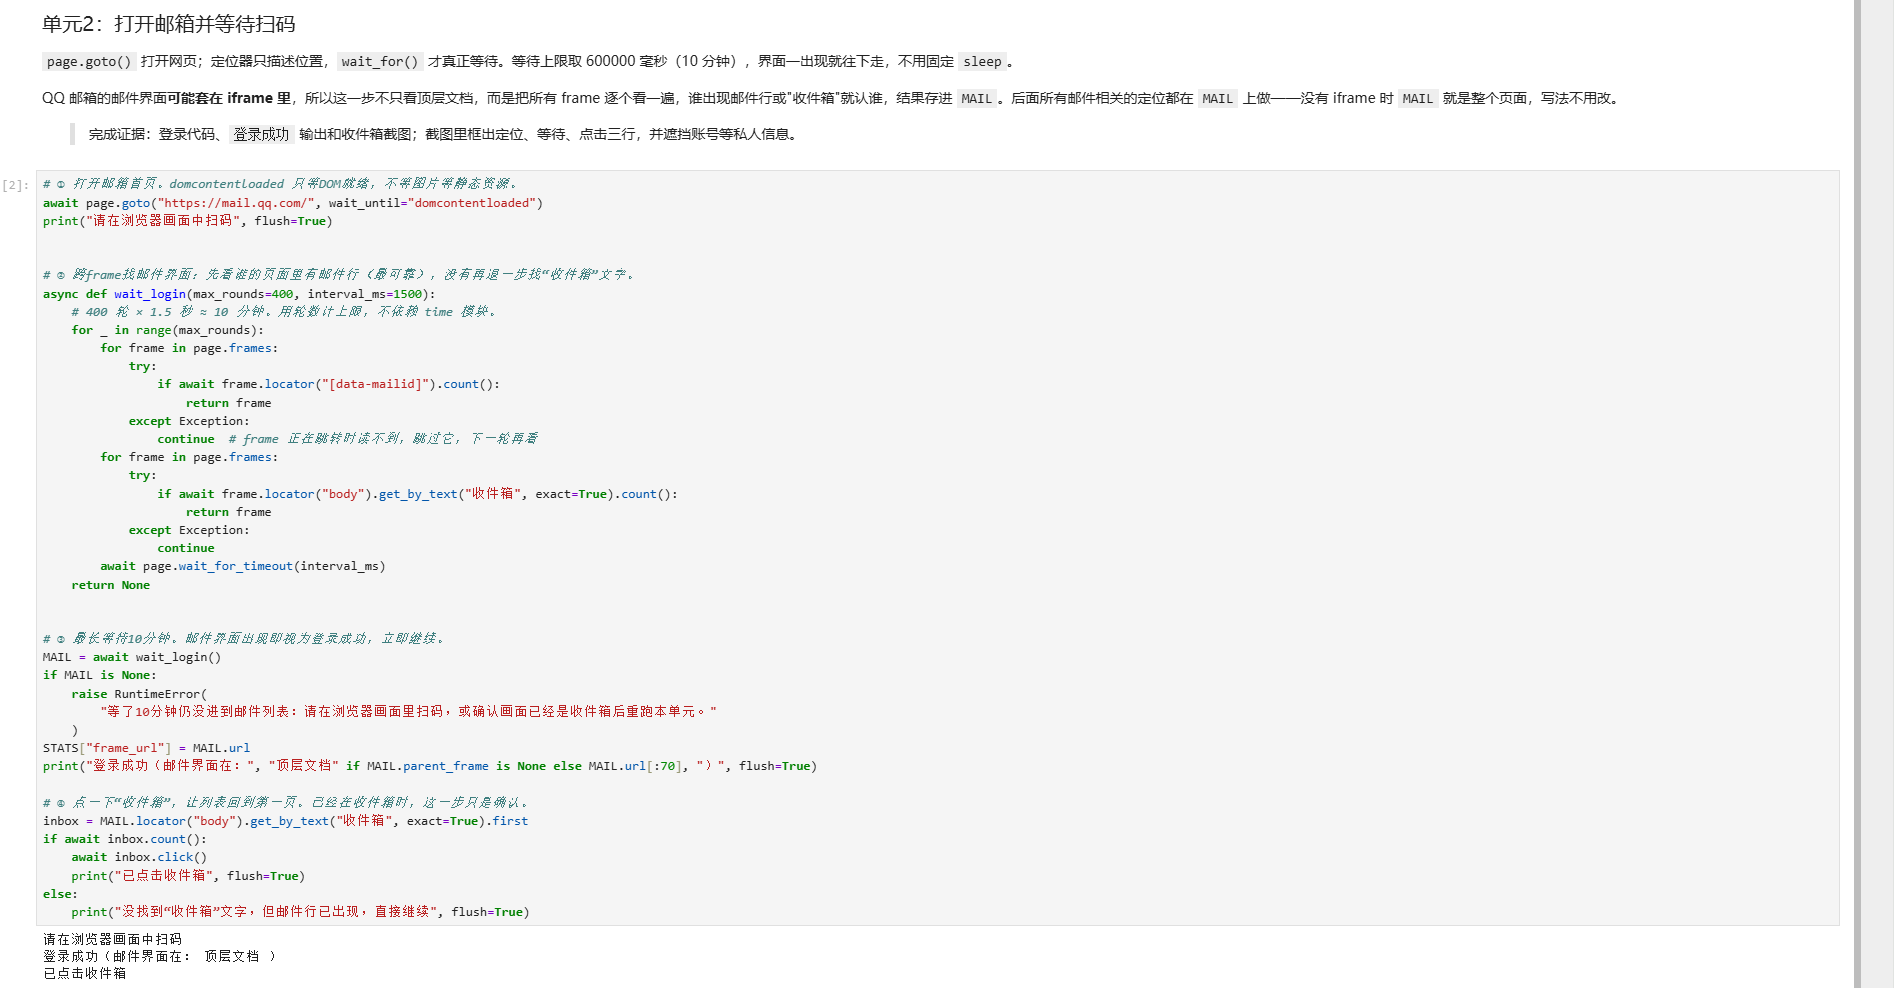 单元2：打开邮箱并等待扫码
page.goto() 打开网页；定位器只描述位置， wait_for() 才真正等待。等待上限取 600000 毫秒（10 分钟），界面一出现就往下走，不用固定 sleep 。
QQ 邮箱的邮件界面可能套在 iframe 里，所以这一步不只看顶层文档，而是把所有 frame 逐个看一遍，谁出现邮件行或"收件箱"就认谁，结果存进 MAIL 。后面所有邮件相关的定位都在 MAIL 上做——没有 iframe 时 MAIL 就是整个页面，写法不用改。
完成证据：登录代码、 登录成功 输出和收件箱截图；截图里框出定位、等待、点击三行，并遮挡账号等私人信息。
[2]:
# 打开邮箱首页。domcontentloaded 只等DOM就绪，不等图片等静态资源。
await page.goto("https://mail.qq.com/", wait_until="domcontentloaded")
print("请在浏览器画面中扫码", flush=True)
# 跨frame找邮件界面：先看谁的页面里有邮件行（最可靠），没有再退一步找“收件箱”文字。
async def wait_login(max_rounds=400, interval_ms=1500):
# 400 轮 × 1.5 秒 ≈ 10 分钟。用轮数计上限，不依赖 time 模块。
for _ in range(max_rounds):
for frame in page.frames:
try:
if await frame.locator("[data-mailid]").count():
return frame
except Exception:
continue  # frame 正在跳转时读不到，跳过它，下一轮再看
for frame in page.frames:
try:
if await frame.locator("body").get_by_text("收件箱", exact=True).count():
return frame
except Exception:
continue
await page.wait_for_timeout(interval_ms)
return None
# 最长等待10分钟。邮件界面出现即视为登录成功，立即继续。
MAIL = await wait_login()
if MAIL is None:
raise RuntimeError(
"等了10分钟仍没进到邮件列表：请在浏览器画面里扫码，或确认画面已经是收件箱后重跑本单元。"
)
STATS["frame_url"] = MAIL.url
print("登录成功（邮件界面在：", "顶层文档" if MAIL.parent_frame is None else MAIL.url[:70], "）", flush=True)
# 点一下“收件箱”，让列表回到第一页。已经在收件箱时，这一步只是确认。
inbox = MAIL.locator("body").get_by_text("收件箱", exact=True).first
if await inbox.count():
await inbox.click()
print("已点击收件箱", flush=True)
else:
print("没找到“收件箱”文字，但邮件行已出现，直接继续", flush=True)
请在浏览器画面中扫码
登录成功（邮件界面在： 顶层文档 ）
已点击收件箱